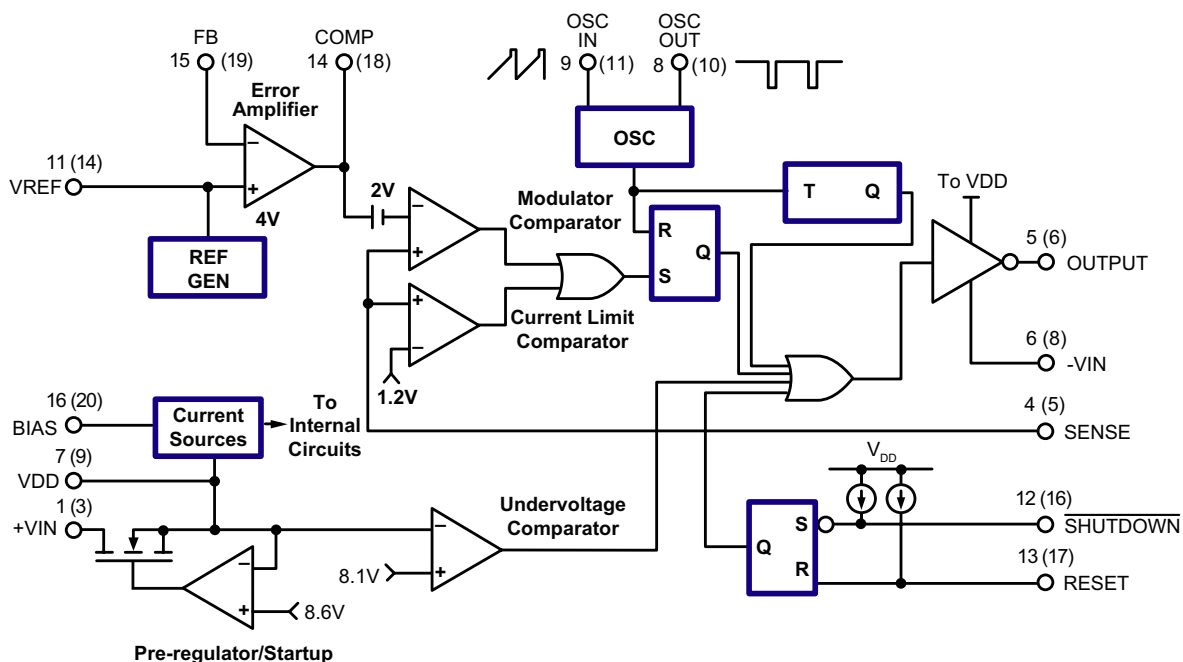 FB
15 (19)
COMP
14 (18)
OSC
IN
9 (11)
OSC
OUT
8 (10)
Error
Amplifier
OSC
11 (14)
VREF
−
+
4V
REF
GEN
2V
−
+
Modulator
Comparator
R
S
Q
T Q
To VDD
5 (6)
OUTPUT
+
−
1.2V
Current Limit
Comparator
6 (8)
-VIN
16 (20)
BIAS
Current
Sources
To
Internal
Circuits
4 (5)
SENSE
7 (9)
VDD
1 (3)
+VIN
Undervoltage
Comparator
−
+
8.1V
−
+
8.6V
VDD
S
Q
R
12 (16)
SHUTDOWN
13 (17)
RESET
Pre-regulator/Startup